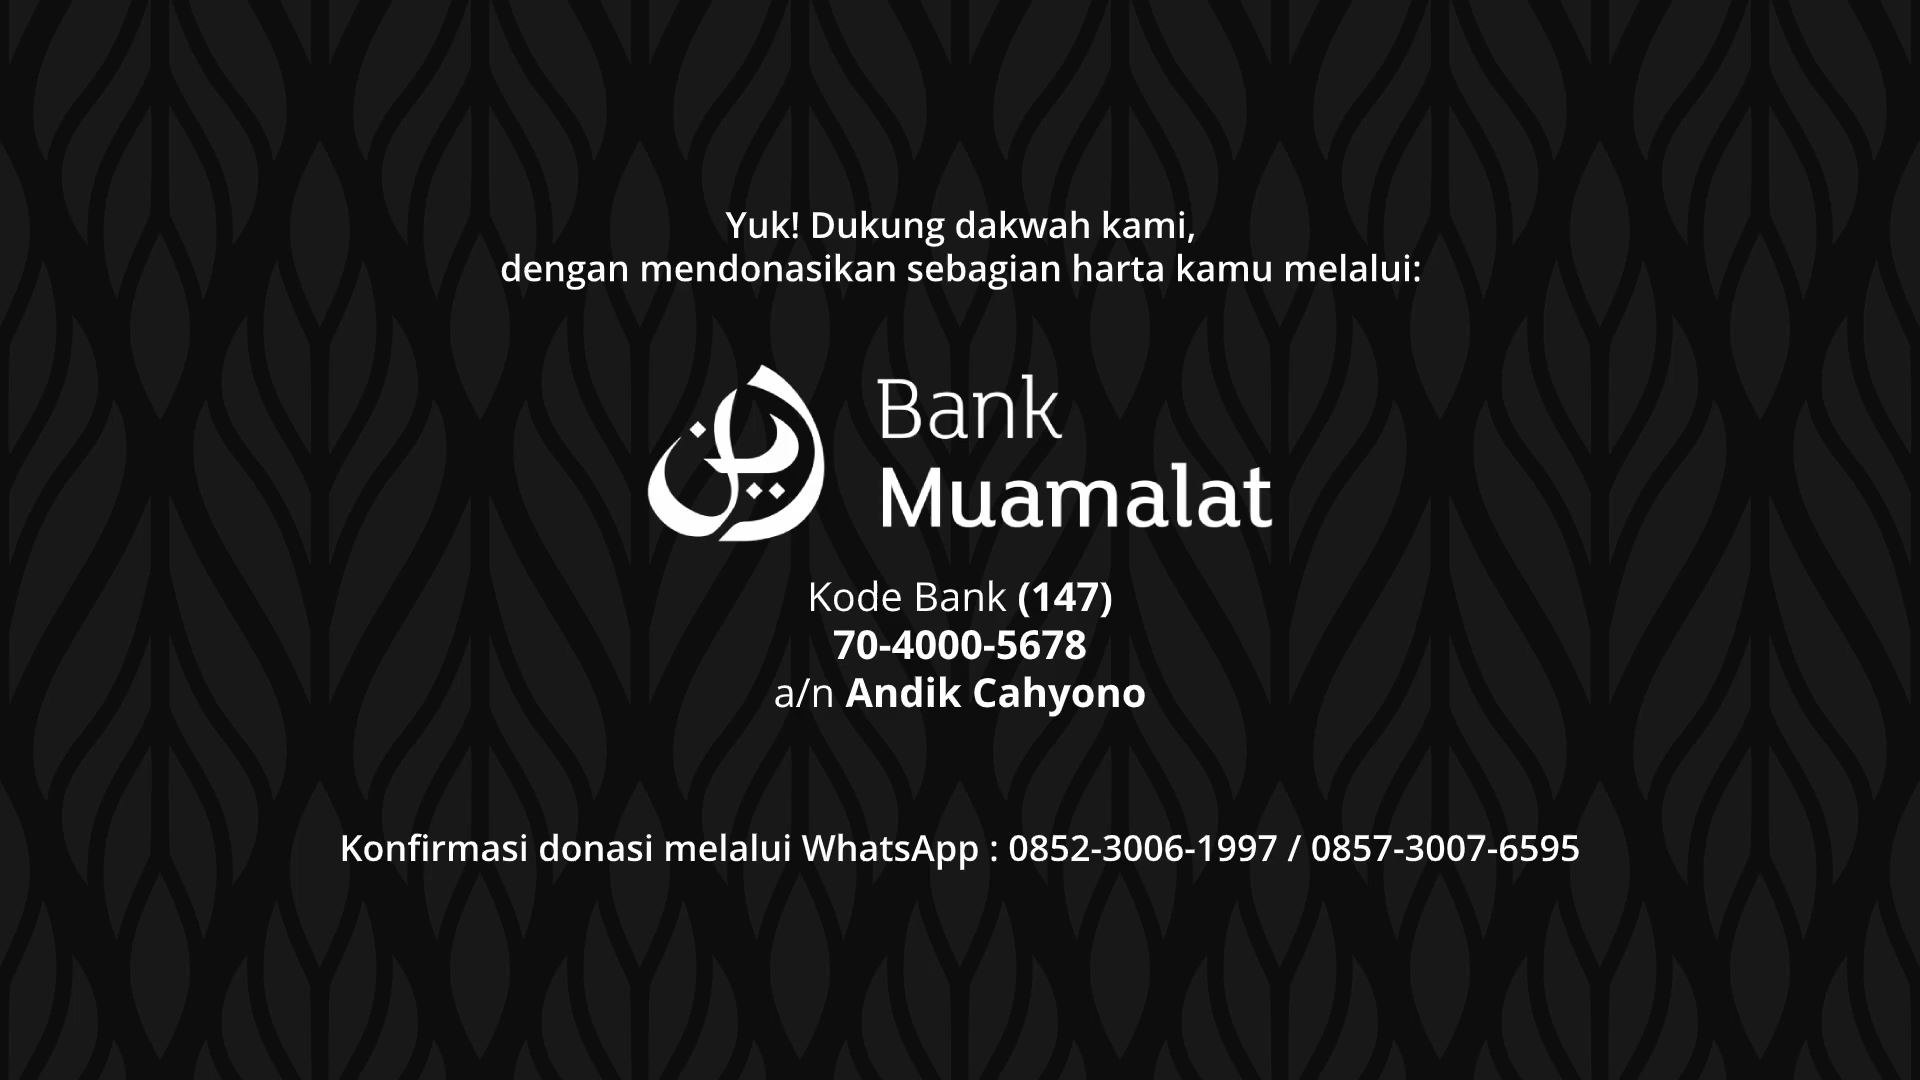 Yuk! Dukung dakwah kami,
dengan mendonasikan sebagian harta kamu melalui:
Bank
Muamalat
Kode Bank (147)
70-4000-5678
a/n Andik Cahyono
Konfirmasi donasi melalui WhatsApp : 0852-3006-1997 / 0857-3007-6595